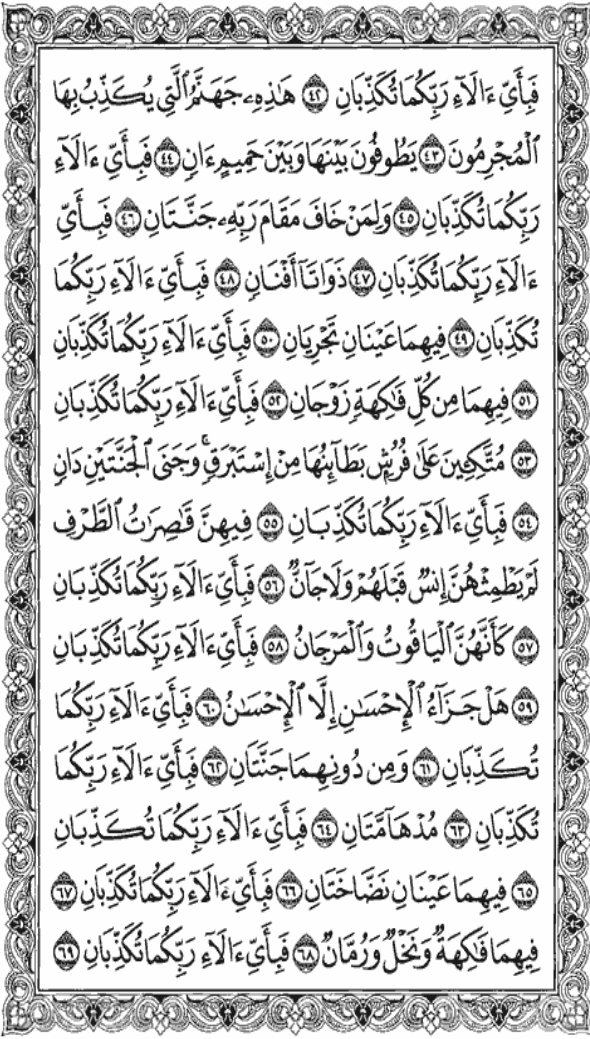 فَبِأَيِّ ءَالَآءِ رَبِّكُمَا تُكَذِّبَانِ ٤٢ هَٰذِهِۦ جَهَنَّمُ ٱلَّتِي يُكَذِّبُ بِهَا
ٱلْمُجْرِمُونَ ٤٣ يَطُوفُونَ بَيْنَهَا وَبَيْنَ حَمِيمٍ ءَانٍ ٤٤ فَبِأَيِّ ءَالَآءِ
رَبِّكُمَا تُكَذِّبَانِ ٤٥ وَلِمَنْ خَافَ مَقَامَ رَبِّهِۦ جَنَّتَانِ ٤٦ فَبِأَيِّ
ءَالَآءِ رَبِّكُمَا تُكَذِّبَانِ ٤٧ ذَوَاتَآ أَفْنَانٍ ٤٨ فَبِأَيِّ ءَالَآءِ رَبِّكُمَا
تُكَذِّبَانِ ٤٩ فِيهِمَا عَيْنَانِ تَجْرِيَانِ ٥٠ فَبِأَيِّ ءَالَآءِ رَبِّكُمَا تُكَذِّبَانِ
٥١ فِيهِمَا مِن كُلِّ فَٰكِهَةٍ زَوْجَانِ ٥٢ فَبِأَيِّ ءَالَآءِ رَبِّكُمَا تُكَذِّبَانِ
٥٣ مُتَّكِـِٔينَ عَلَىٰ فُرُشٍۭ بَطَآئِنُهَا مِنْ إِسْتَبْرَقٍ ۚ وَجَنَى ٱلْجَنَّتَيْنِ دَانٍ
٥٤ فَبِأَيِّ ءَالَآءِ رَبِّكُمَا تُكَذِّبَانِ ٥٥ فِيهِنَّ قَٰصِرَٰتُ ٱلطَّرْفِ
لَمْ يَطْمِثْهُنَّ إِنسٌ قَبْلَهُمْ وَلَا جَآنٌّ ٥٦ فَبِأَيِّ ءَالَآءِ رَبِّكُمَا تُكَذِّبَانِ
٥٧ كَأَنَّهُنَّ ٱلْيَاقُوتُ وَٱلْمَرْجَانُ ٥٨ فَبِأَيِّ ءَالَآءِ رَبِّكُمَا تُكَذِّبَانِ
٥٩ هَلْ جَزَآءُ ٱلْإِحْسَٰنِ إِلَّا ٱلْإِحْسَٰنُ ٦٠ فَبِأَيِّ ءَالَآءِ رَبِّكُمَا
تُكَذِّبَانِ ٦١ وَمِن دُونِهِمَا جَنَّتَانِ ٦٢ فَبِأَيِّ ءَالَآءِ رَبِّكُمَا
تُكَذِّبَانِ ٦٣ مُدْهَآمَّتَانِ ٦٤ فَبِأَيِّ ءَالَآءِ رَبِّكُمَا تُكَذِّبَانِ
٦٥ فِيهِمَا عَيْنَانِ نَضَّاخَتَانِ ٦٦ فَبِأَيِّ ءَالَآءِ رَبِّكُمَا تُكَذِّبَانِ ٦٧
فِيهِمَا فَٰكِهَةٌ وَنَخْلٌ وَرُمَّانٌ ٦٨ فَبِأَيِّ ءَالَآءِ رَبِّكُمَا تُكَذِّبَانِ ٦٩